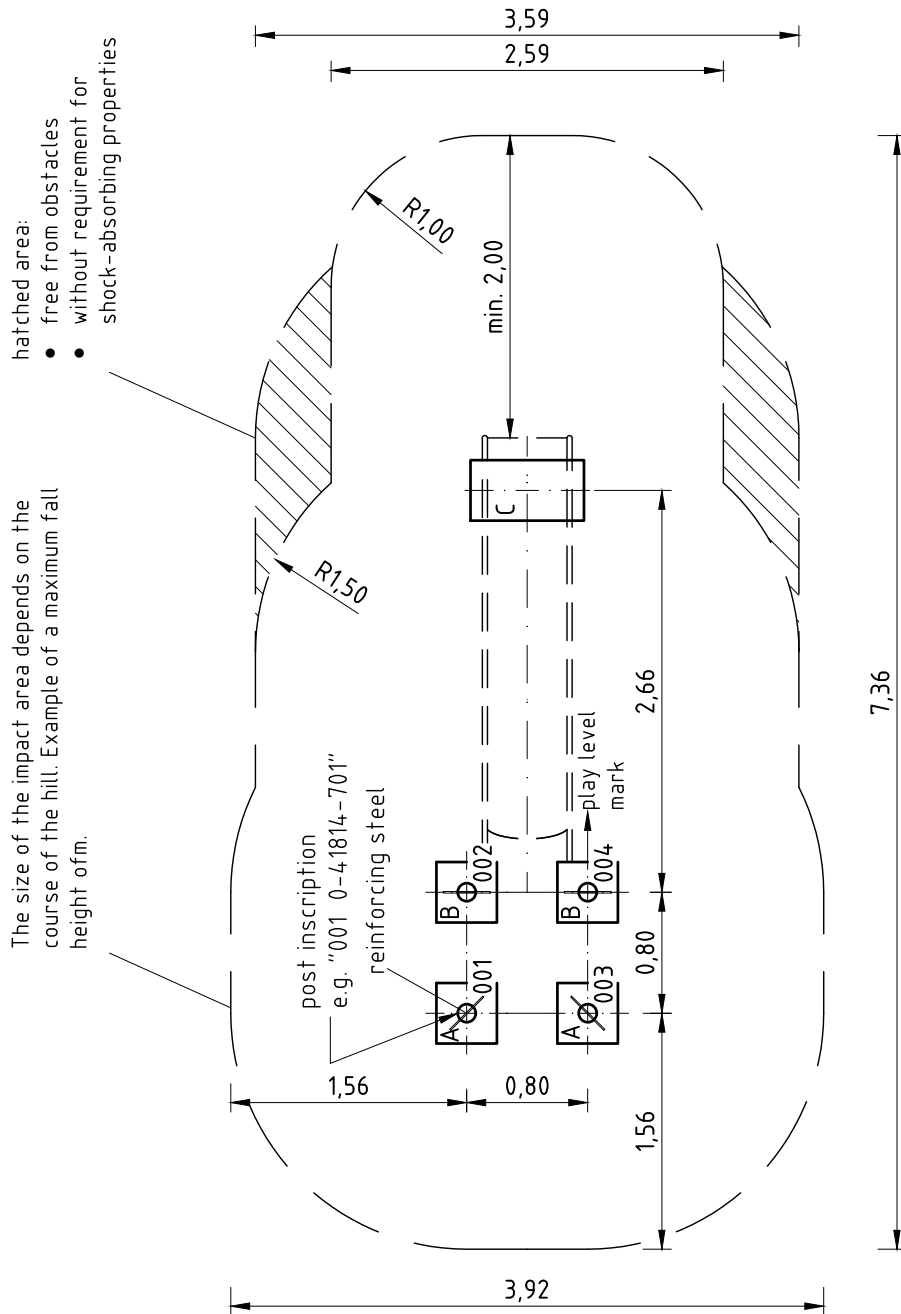 The size of the impact area depends on the
course of the hill. Example of a maximum fall
height ofm.
hatched area:
● free from obstacles
● without requirement for
shock-absorbing properties
3,59
2,59
R1,00
min. 2,00
R1,50
C
2,66
7,36
play level
mark
post inscription
e.g. "001 0-41814-701"
reinforcing steel
B
002
B
004
A
001
A
003
0,80
1,56
0,80
1,56
3,92